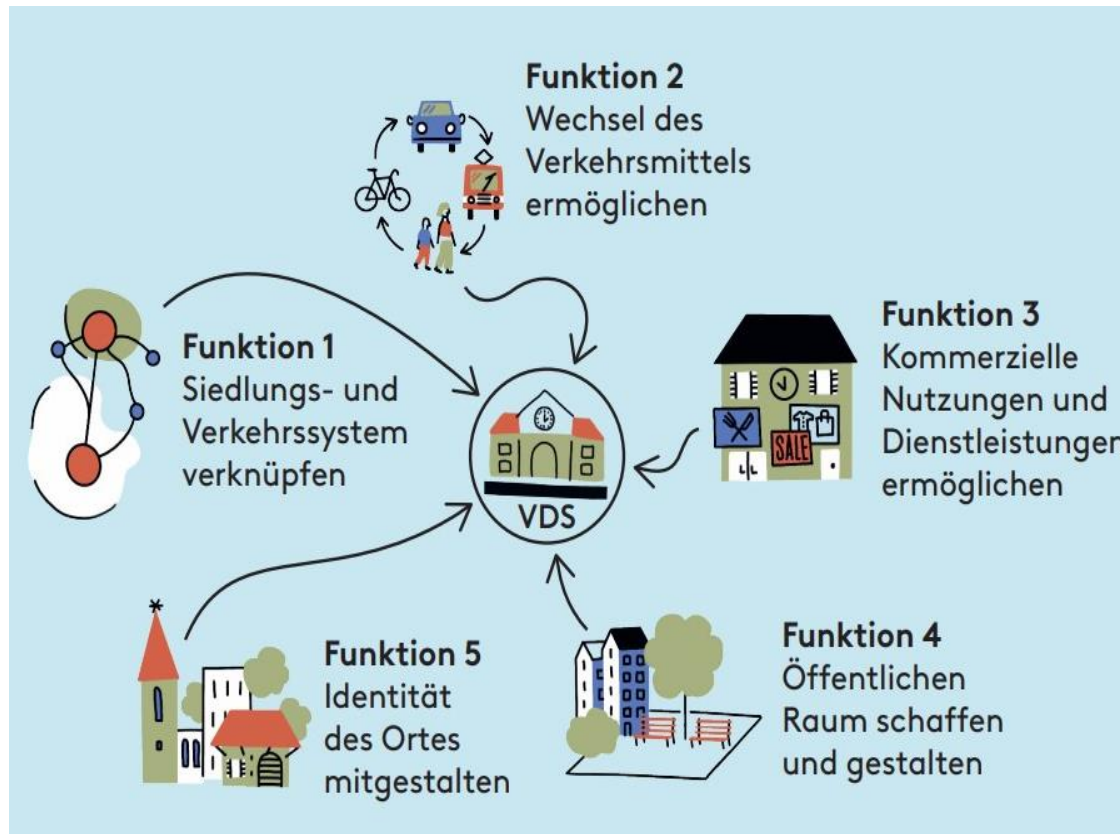 Funktion 1
Siedlungs- und
Verkehrssystem
verknüpfen
Funktion 2
Wechsel des
Verkehrsmittels
ermöglichen
1
Funktion 3
Kommerzielle
Nutzungen und
Dienstleistungen
ermöglichen
SALE
Funktion 4
Öffentlichen
Raum schaffen
und gestalten
Funktion 5
Identität
des Ortes
mitgestalten
VDS